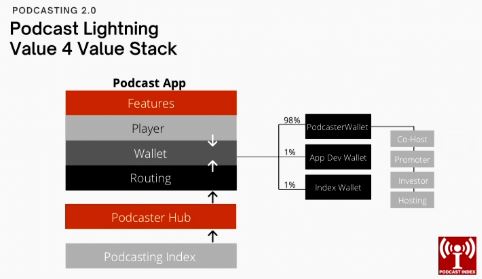 PODCASTING 2.0
Podcast Lightning
Value 4 Value Stack
Podcast App
Features
Player
Wallet
Routing
Podcaster Hub
Podcasting Index
98%
PodcasterWallet
1%
App Dev Wallet
1%
Index Wallet
Co-Host
Promoter
Investor
Hosting
PODCAST INDEX